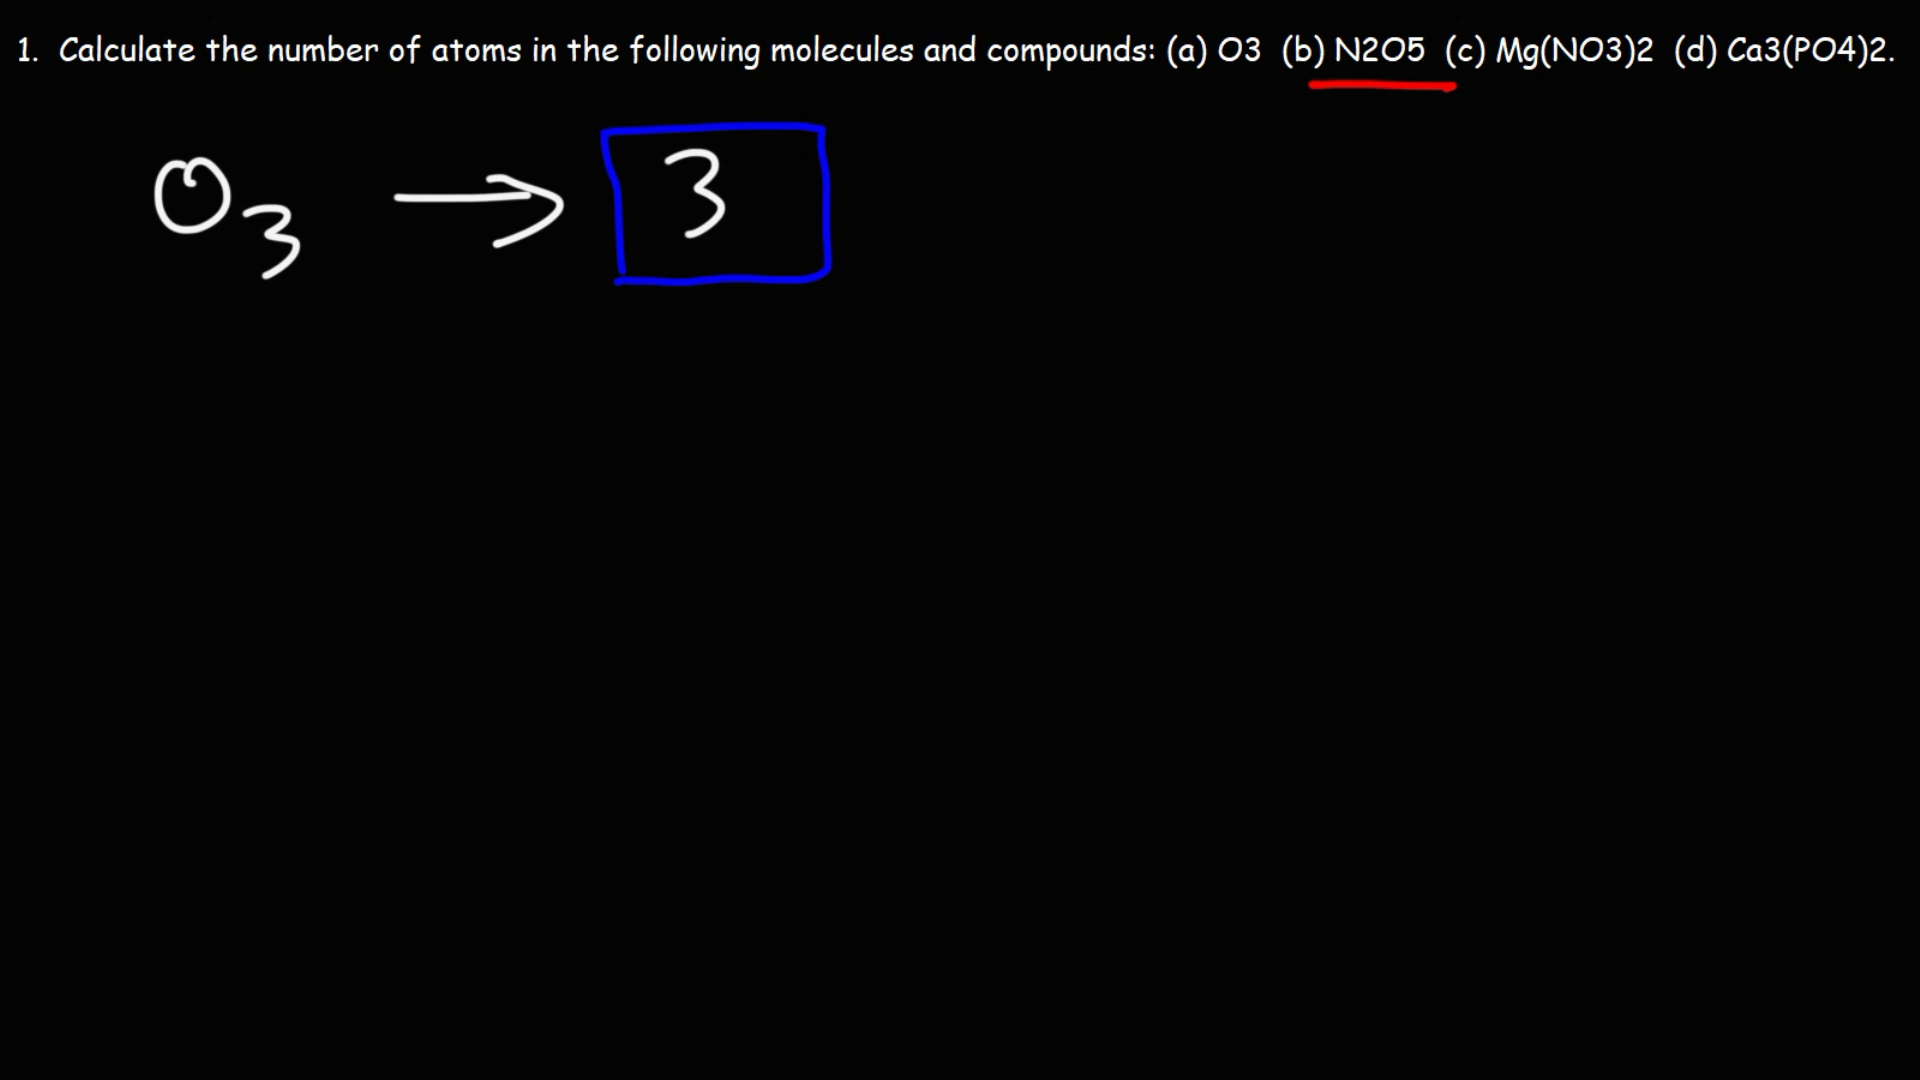 1. Calculate the number of atoms in the following molecules and compounds: (a) O3 (b) N2O5 (c) Mg(NO3)2 (d) Ca3(PO4)2.
O₃ → 3